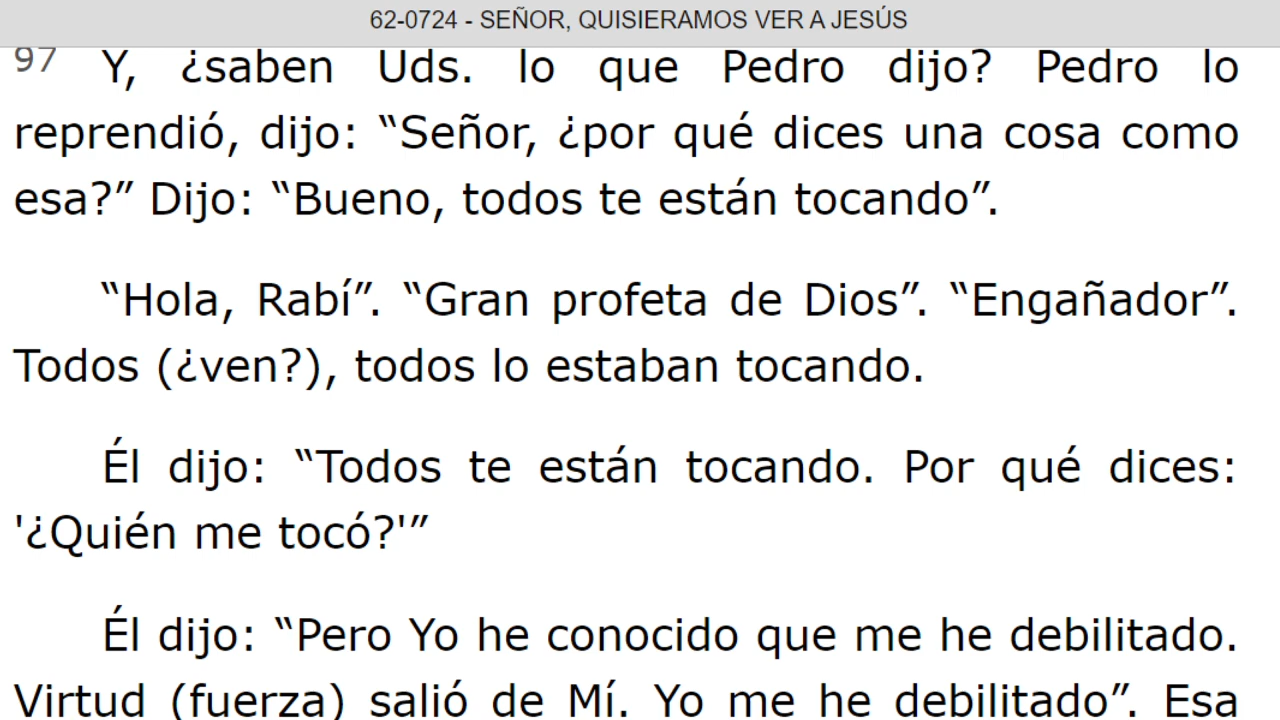 62-0724 - SEÑOR, QUISIERAMOS VER A JESÚS
97 Y, ¿saben Uds. lo que Pedro dijo? Pedro lo
reprendió, dijo: “Señor, ¿por qué dices una cosa como
esa?” Dijo: “Bueno, todos te están tocando”.
“Hola, Rabí”. “Gran profeta de Dios”. “Engañador”.
Todos (¿ven?), todos lo estaban tocando.
Él dijo: “Todos te están tocando. Por qué dices:
'¿Quién me tocó?'”
Él dijo: “Pero Yo he conocido que me he debilitado.
Virtud (fuerza) salió de Mí. Yo me he debilitado”. Esa